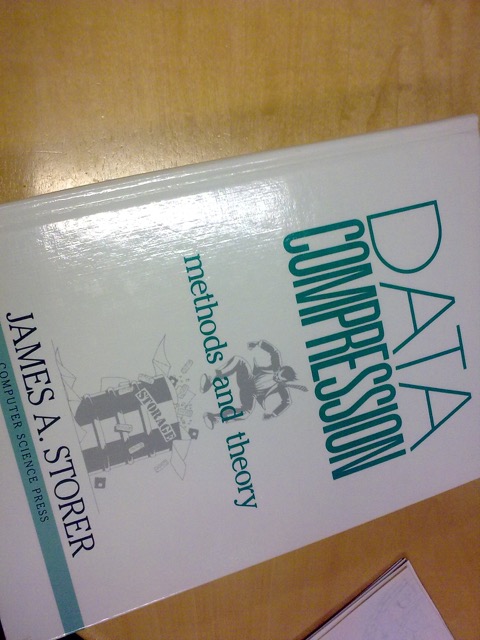 DATA
COMPRESSION
methods and theory
STORAGE
JAMES A. STORER
COMPUTER SCIENCE PRESS